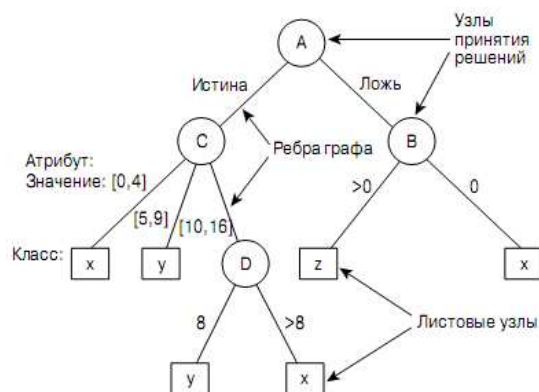 Узлы
принятия
решений
A
Истина
Ложь
C
Ребра графа
B
Атрибут:
Значение: [0,4]
[5,9]
[10,16]
>0
0
Класс:
x
y
D
z
x
8
>8
Листовые узлы
y
x